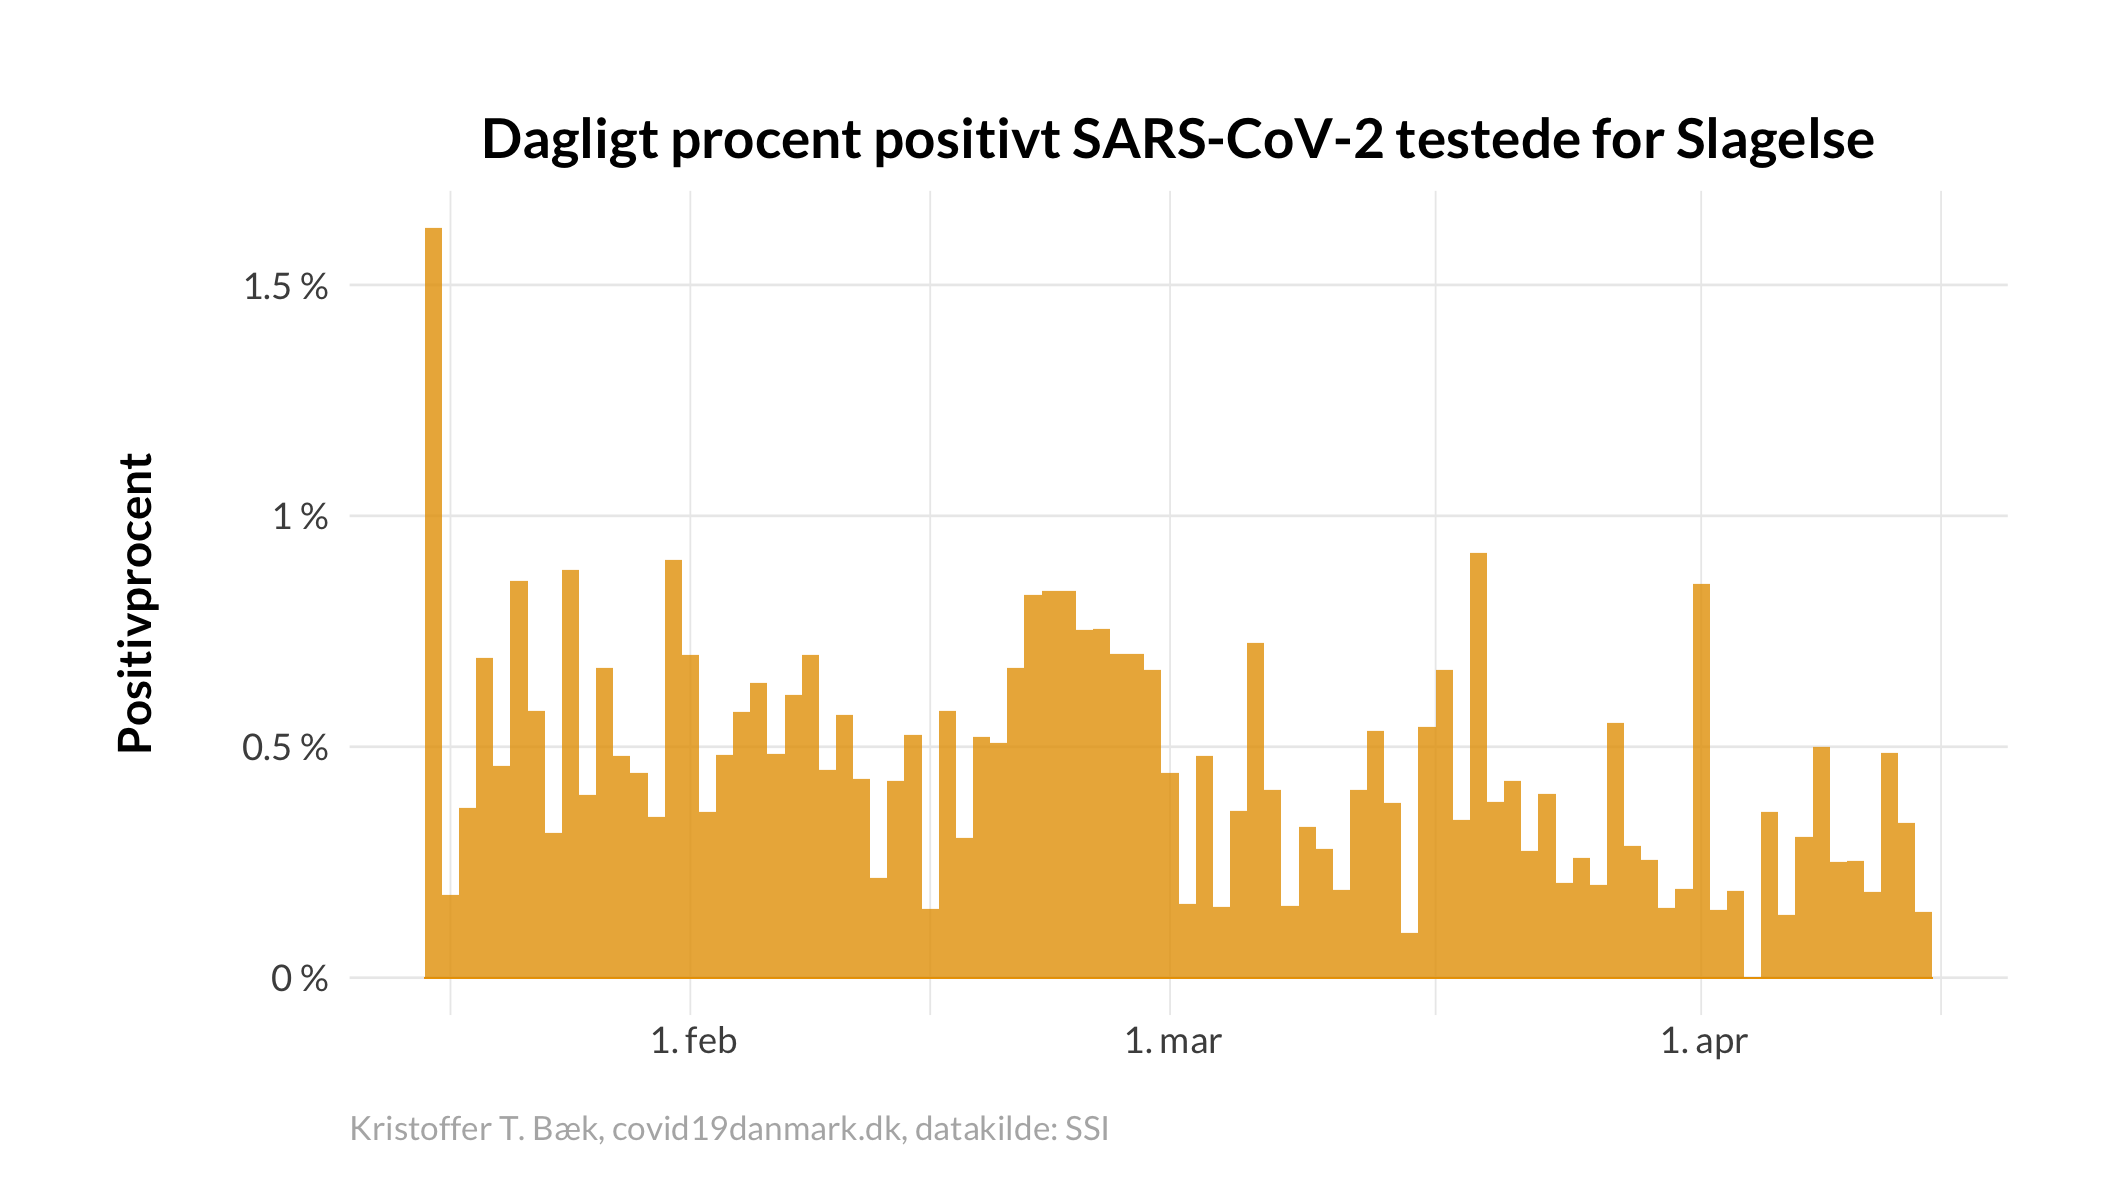 Dagligt procent positivt SARS-CoV-2 testede for Slagelse
Positivprocent
1.5 %
1 %
0.5 %
0 %
1. feb
1. mar
1. apr
Kristoffer T. Bæk, covid19danmark.dk, datakilde: SSI